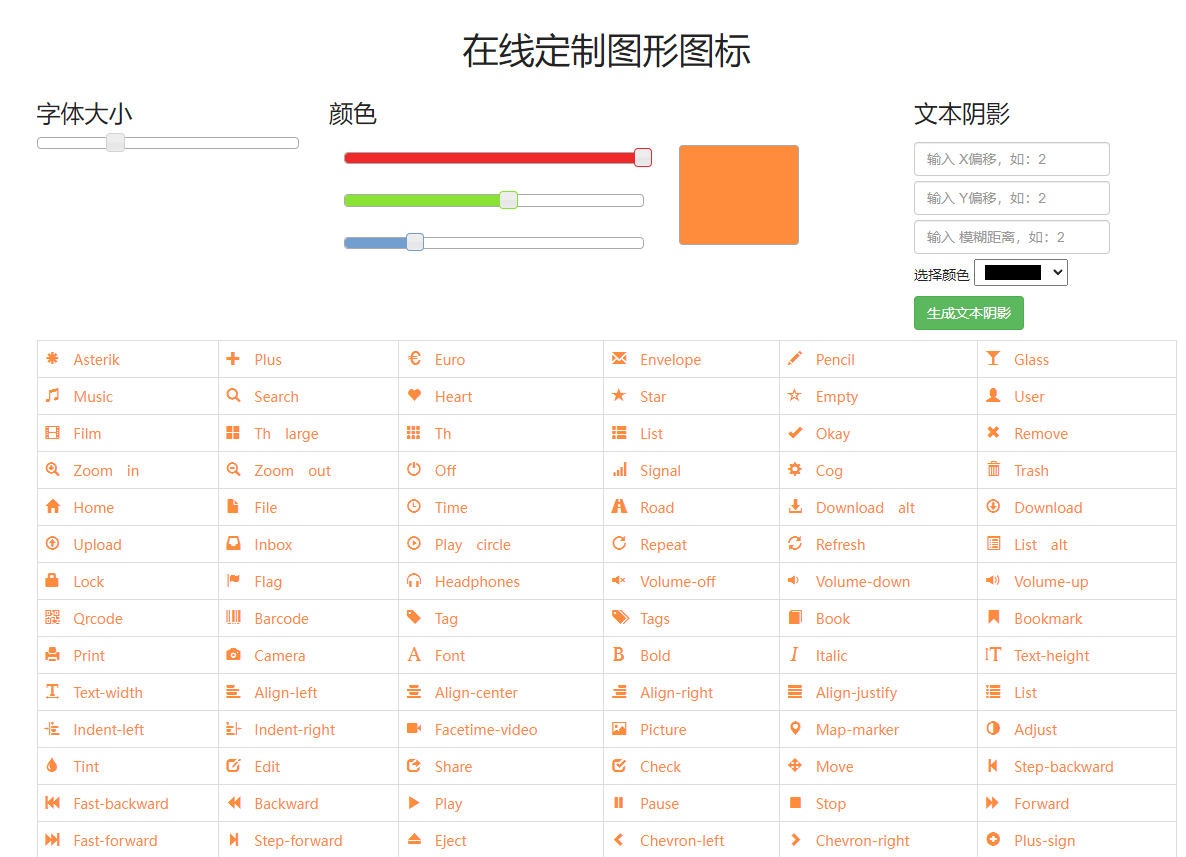 在线定制图形图标
字体大小 颜色 文本阴影
输入 X偏移，如：2
输入 Y偏移，如：2
输入 模糊距离，如：2
选择颜色
生成文本阴影
Asterik Plus Euro Envelope Pencil Glass
Music Search Heart Star Empty User
Film Th large Th List Okay Remove
Zoom in Zoom out Off Signal Cog Trash
Home File Time Road Download alt Download
Upload Inbox Play circle Repeat Refresh List alt
Lock Flag Headphones Volume-off Volume-down Volume-up
Qrcode Barcode Tag Tags Book Bookmark
Print Camera Font Bold Italic Text-height
Text-width Align-left Align-center Align-right Align-justify List
Indent-left Indent-right Facetime-video Picture Map-marker Adjust
Tint Edit Share Check Move Step-backward
Fast-backward Backward Play Pause Stop Forward
Fast-forward Step-forward Eject Chevron-left Chevron-right Plus-sign